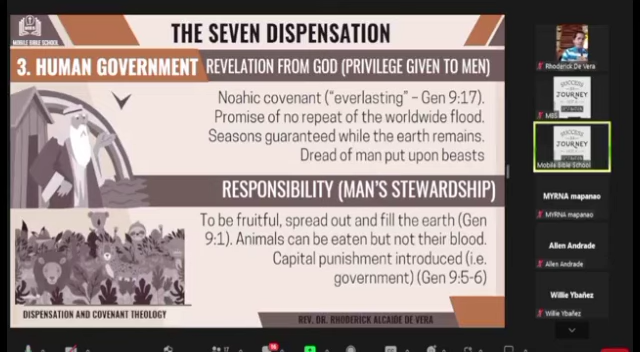 THE SEVEN DISPENSATION
MOBILE BIBLE SCHOOL
3. HUMAN GOVERNMENT
REVELATION FROM GOD (PRIVILEGE GIVEN TO MEN)
Noahic covenant ("everlasting" – Gen 9:17).
Promise of no repeat of the worldwide flood.
Seasons guaranteed while the earth remains.
Dread of man put upon beasts
RESPONSIBILITY (MAN'S STEWARDSHIP)
To be fruitful, spread out and fill the earth (Gen
9:1). Animals can be eaten but not their blood.
Capital punishment introduced (i.e.
government) (Gen 9:5-6)
DISPENSATION AND COVENANT THEOLOGY
REV. DR. RHODERICK ALCAIDE DE VERA
Rhoderick De Vera
SUCCESS
JOURNEY
MBS
SUCCESS
JOURNEY
Mobile Bible School
MYRNA mapanao
MYRNA mapanao
Allen Andrade
Allen Andrade
Willie Ybañez
Willie Ybañez